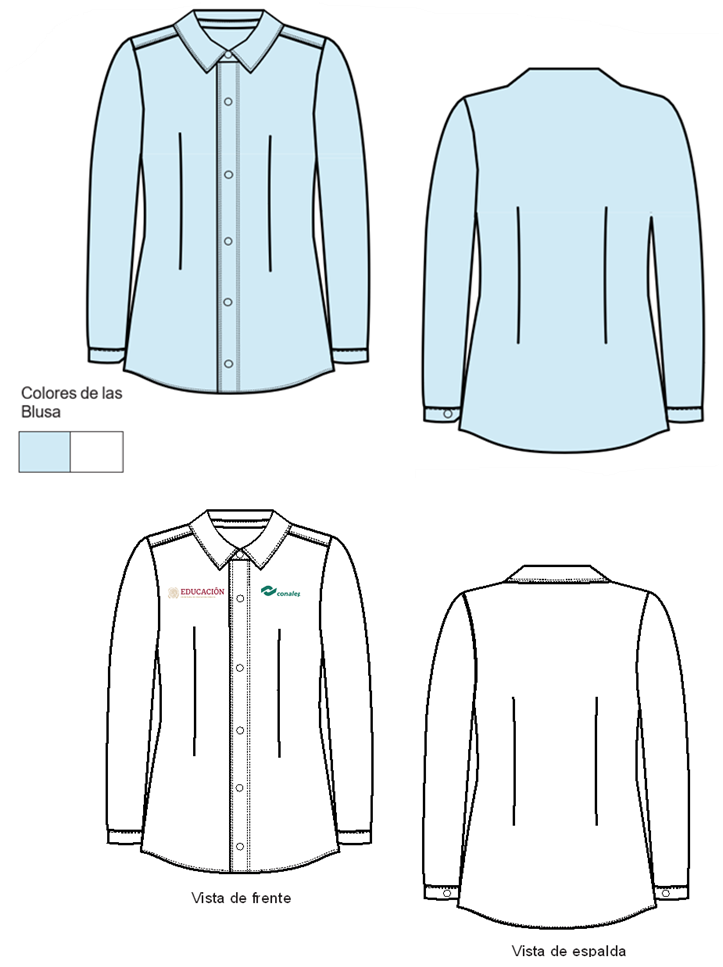 Colores de las
Blusa
EDUCACIÓN
conalep
Vista de frente
Vista de espalda